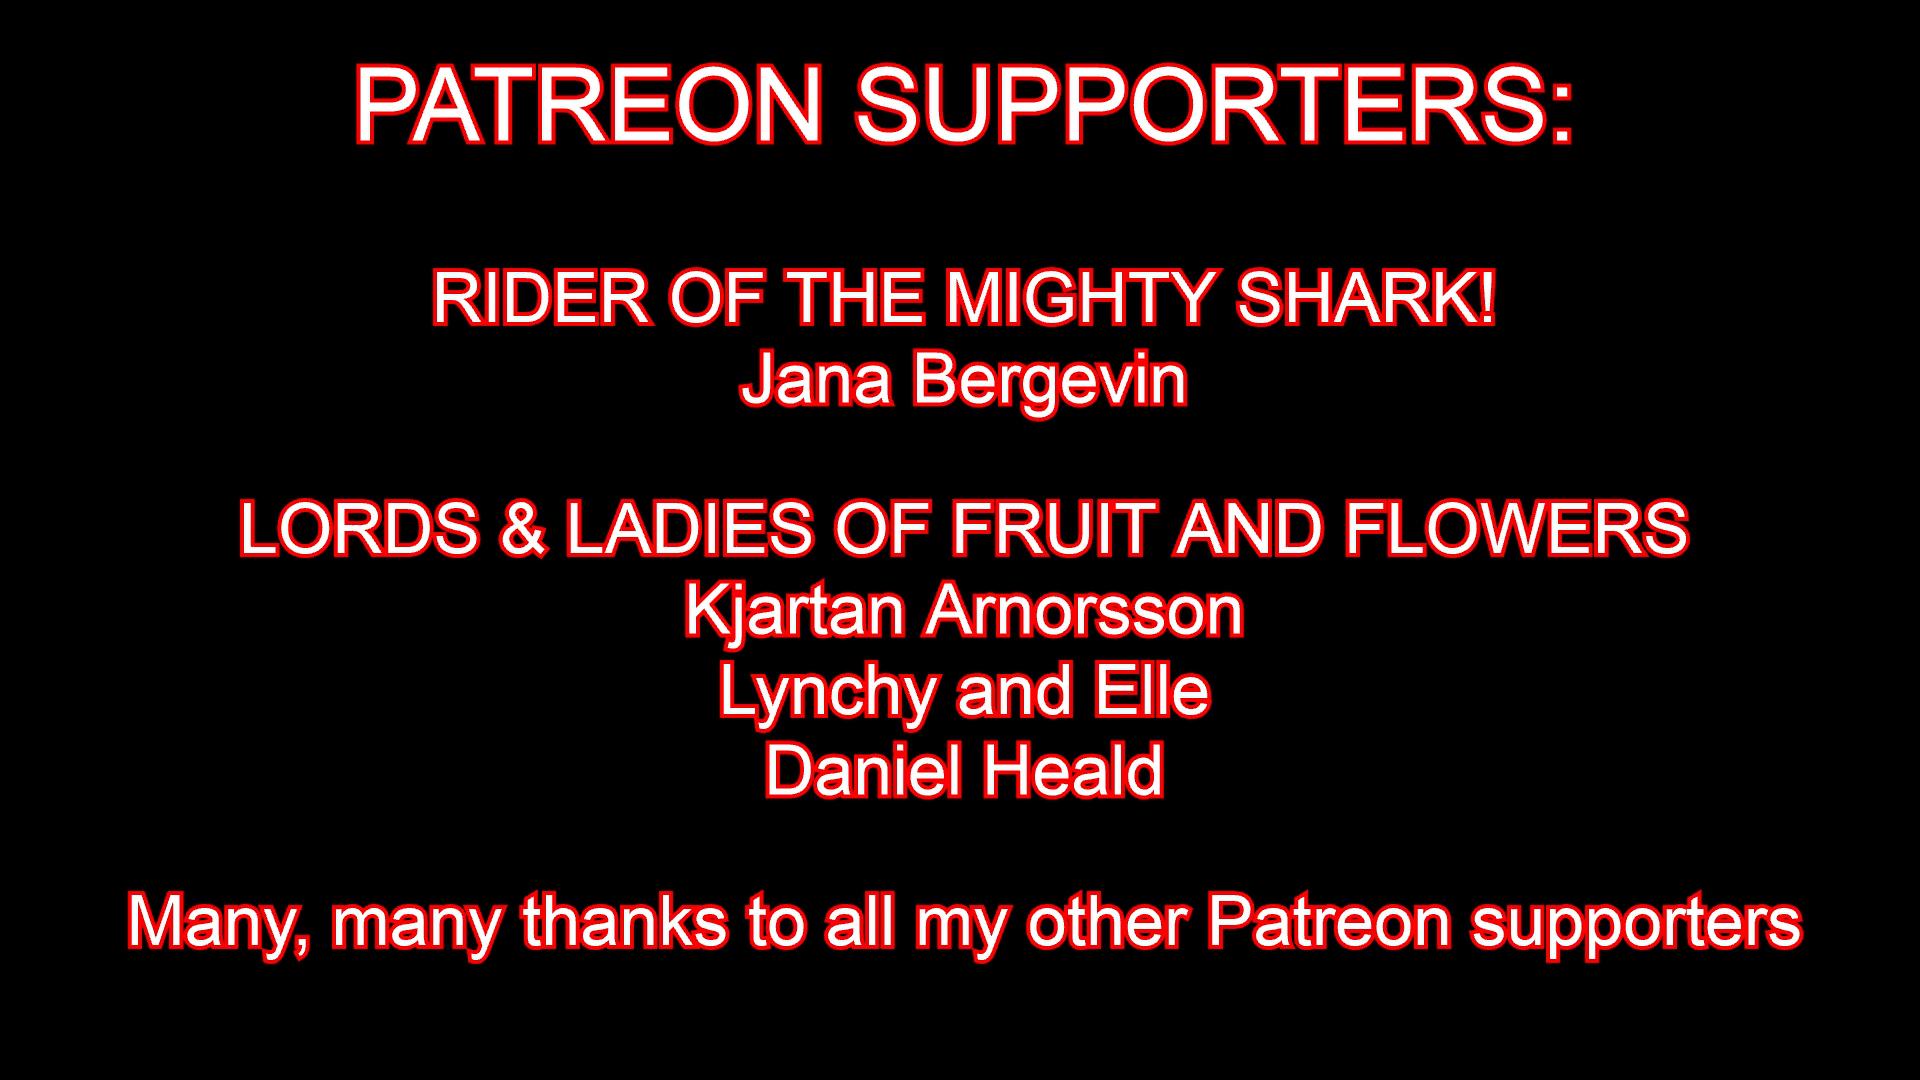 PATREON SUPPORTERS:
RIDER OF THE MIGHTY SHARK!
Jana Bergevin
LORDS & LADIES OF FRUIT AND FLOWERS
Kjartan Arnorsson
Lynchy and Elle
Daniel Heald
Many, many thanks to all my other Patreon supporters